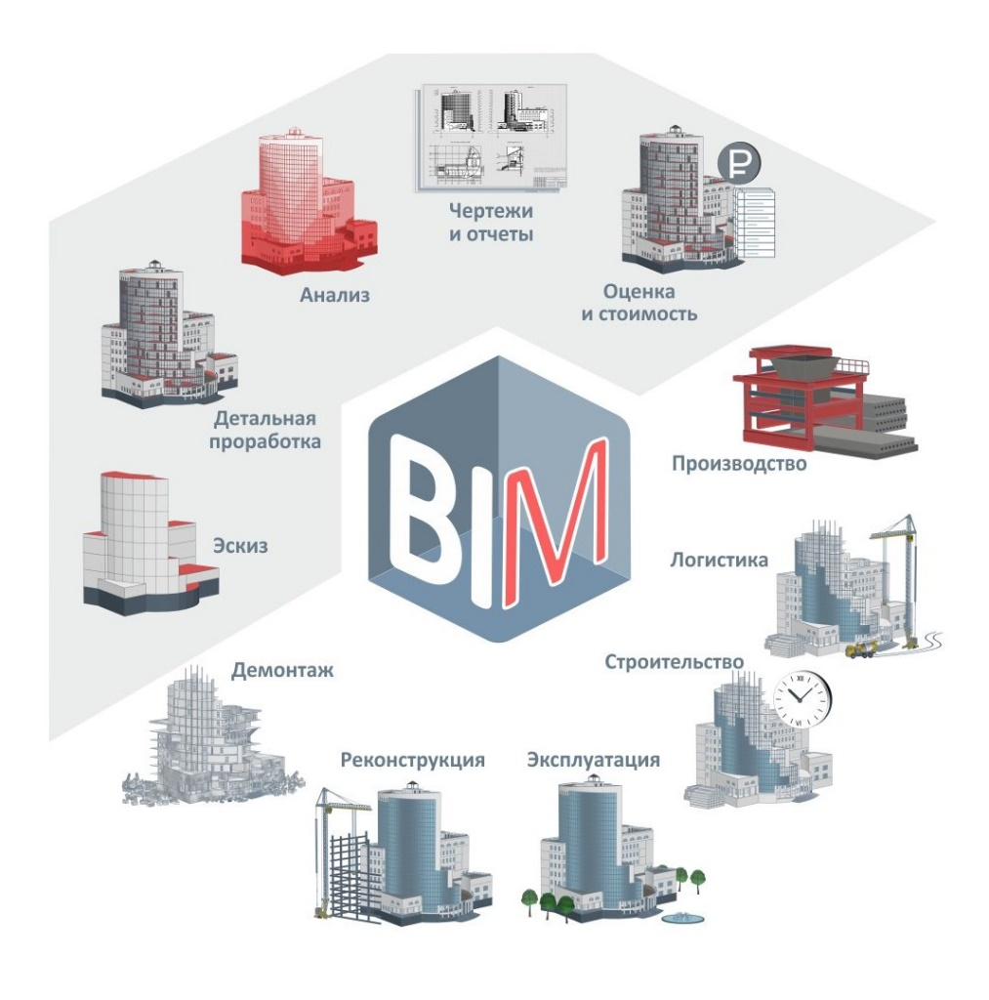 Чертежи
и отчеты
Анализ
Оценка
и стоимость
Детальная
проработка
Производство
BIM
Эскиз
Логистика
Строительство
Демонтаж
Реконструкция
Эксплуатация